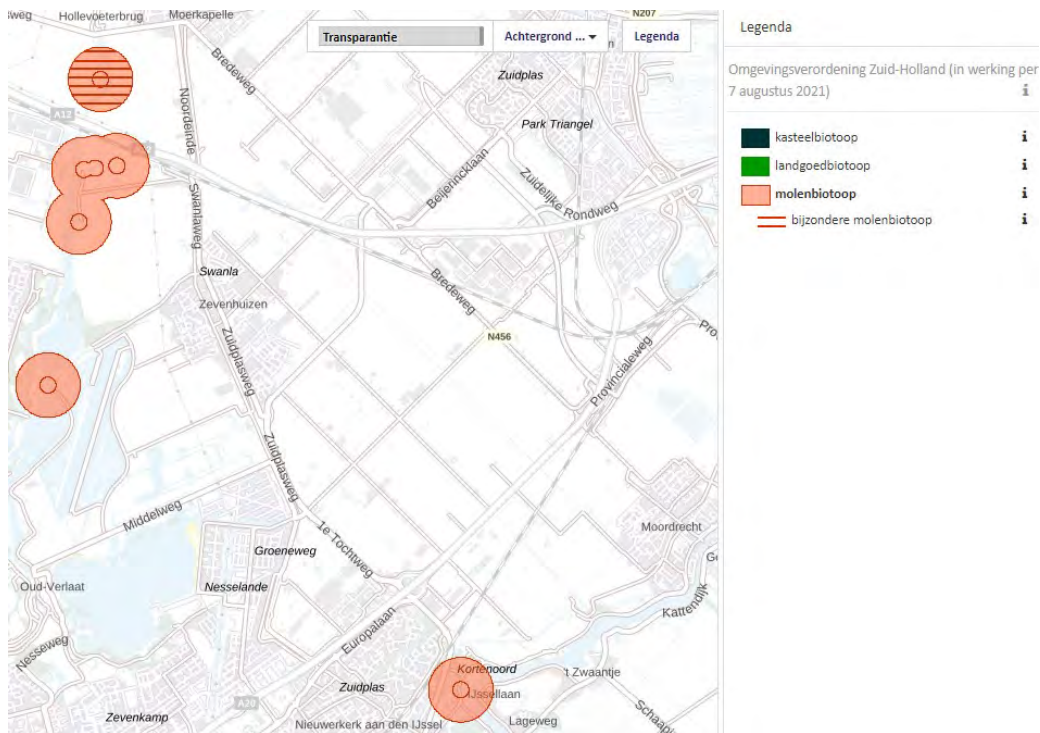 Hollevoeterbrug
Moerkapelle
N207
Transparantie
Achtergrond ...
Legenda
Bredeweg
Zuidplas
A12
Noordeinde
Park Triangel
Beijerincklaan
Zuidelijke Rondweg
Swanlaweg
Swanla
Zevenhuizen
Bredeweg
N456
Zuidplasweg
Provincialeweg
Zuidplasweg
Middelweg
1e Tochtweg
Moordrecht
Groeneweg
Oud-Verlaat
Nesselande
Kattendijk
Europalaan
Nesseweg
Kortenoord
't Zwaantje
Zuidplas
IJssellaan
A20
Zevenkamp
Nieuwerkerk aan den IJssel
Lageweg
Legenda
Omgevingsverordening Zuid-Holland (in werking per
7 augustus 2021)
kasteelbiotoop
landgoedbiotoop
molenbiotoop
bijzondere molenbiotoop